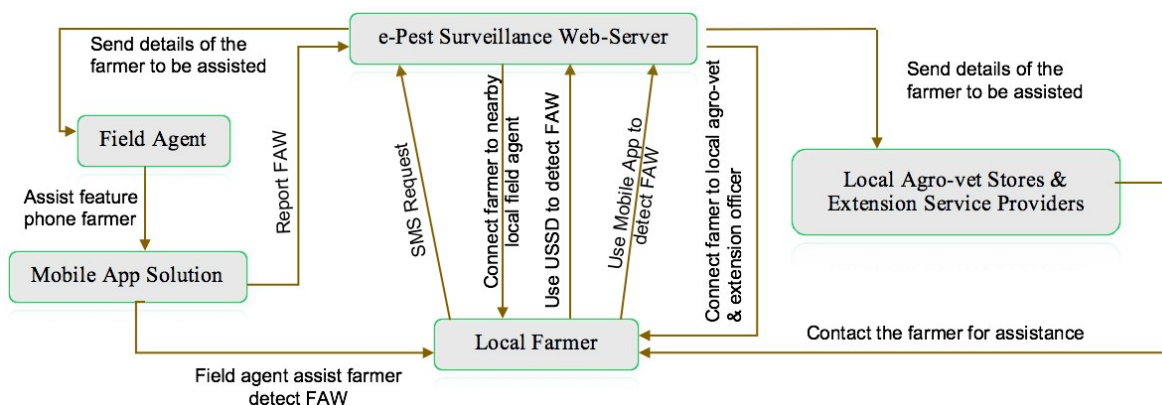 e-Pest Surveillance Web-Server
Send details of the
farmer to be assisted
Field Agent
Assist feature
phone farmer
Mobile App Solution
Report FAW
SMS Request
Connect farmer to nearby
local field agent
Use USSD to detect FAW
Use Mobile App to
detect FAW
Connect farmer to local agro-vet
& extension officer
Send details of the
farmer to be assisted
Local Agro-vet Stores &
Extension Service Providers
Local Farmer
Contact the farmer for assistance
Field agent assist farmer
detect FAW